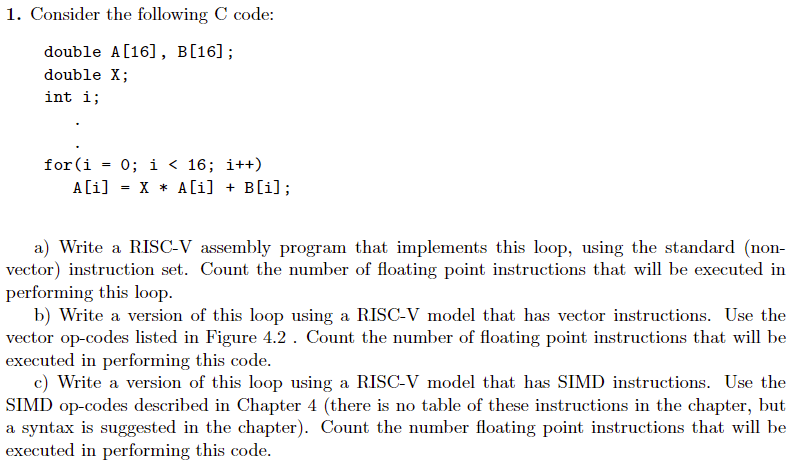 1. Consider the following C code:
double A[16], B[16];
double X;
int i;
.
.
for(i = 0; i < 16; i++)
A[i] = X * A[i] + B[i];
a) Write a RISC-V assembly program that implements this loop, using the standard (non-
vector) instruction set. Count the number of floating point instructions that will be executed in
performing this loop.
b) Write a version of this loop using a RISC-V model that has vector instructions. Use the
vector op-codes listed in Figure 4.2 . Count the number of floating point instructions that will be
executed in performing this code.
c) Write a version of this loop using a RISC-V model that has SIMD instructions. Use the
SIMD op-codes described in Chapter 4 (there is no table of these instructions in the chapter, but
a syntax is suggested in the chapter). Count the number floating point instructions that will be
executed in performing this code.